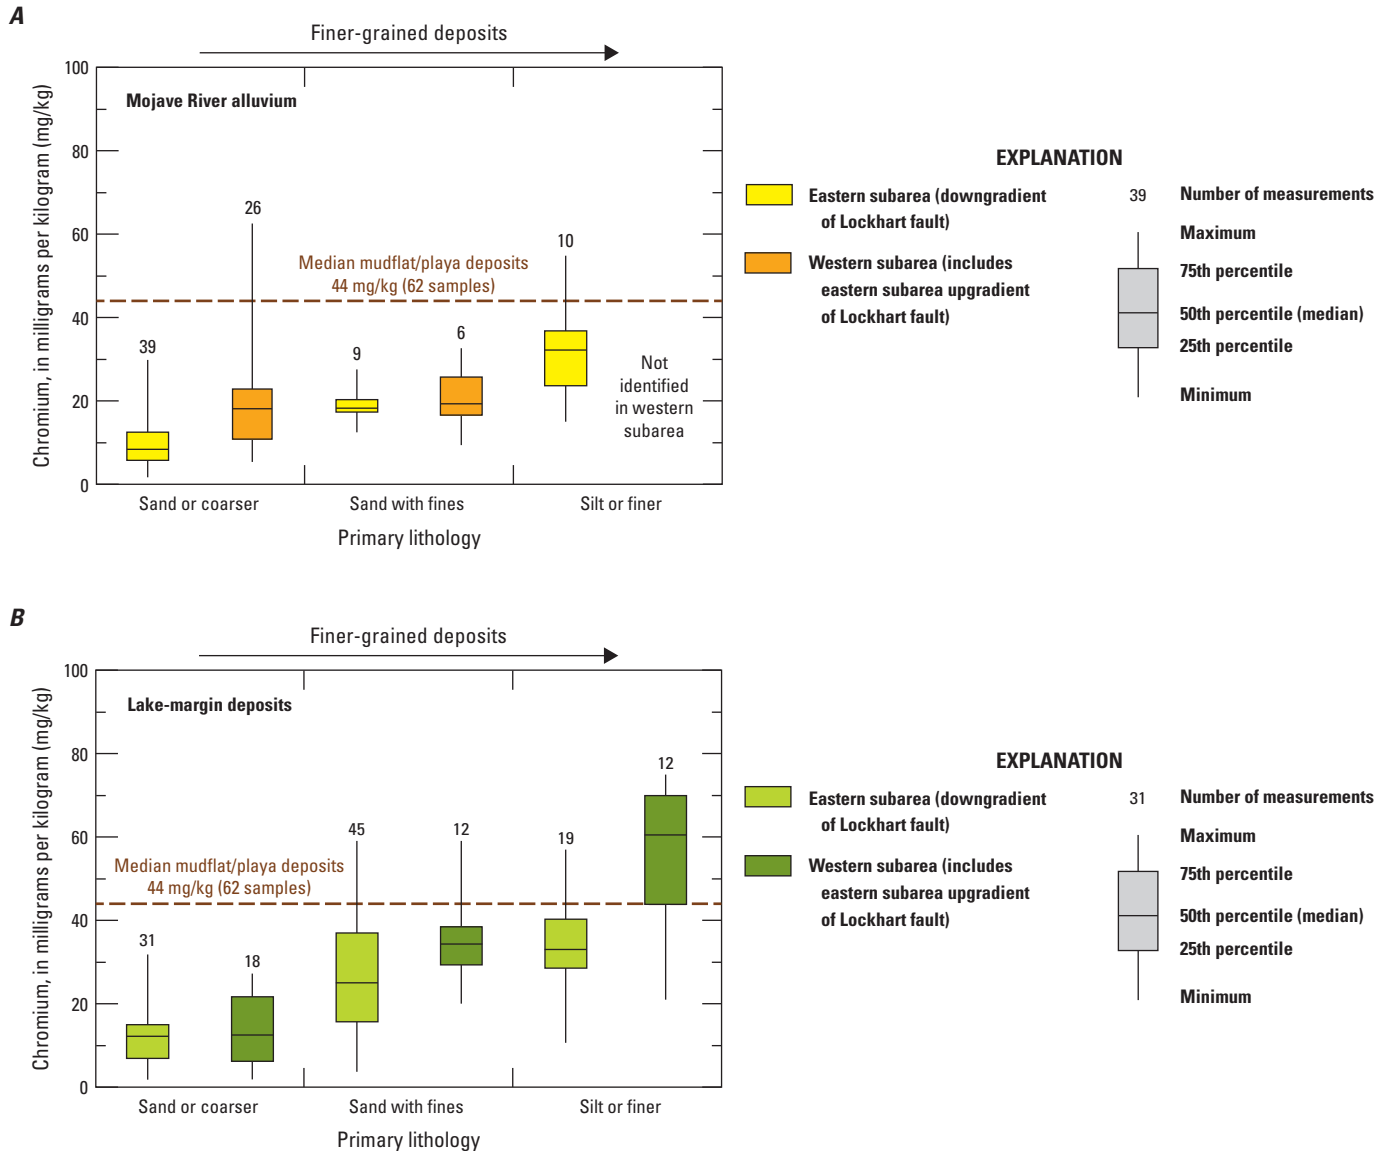 A
Finer-grained deposits
Chromium, in milligrams per kilogram (mg/kg)
100
80
60
40
20
0
Mojave River alluvium
39
26
Median mudflat/playa deposits
44 mg/kg (62 samples)
9
6
10
Not
identified
in western
subarea
Sand or coarser
Sand with fines
Silt or finer
Primary lithology
EXPLANATION
Eastern subarea (downgradient
of Lockhart fault)
Western subarea (includes
eastern subarea upgradient
of Lockhart fault)
39
Number of measurements
Maximum
75th percentile
50th percentile (median)
25th percentile
Minimum
B
Finer-grained deposits
Chromium, in milligrams per kilogram (mg/kg)
100
80
60
40
20
0
Lake-margin deposits
Median mudflat/playa deposits
44 mg/kg (62 samples)
31
18
45
12
19
12
Sand or coarser
Sand with fines
Silt or finer
Primary lithology
EXPLANATION
Eastern subarea (downgradient
of Lockhart fault)
Western subarea (includes
eastern subarea upgradient
of Lockhart fault)
31
Number of measurements
Maximum
75th percentile
50th percentile (median)
25th percentile
Minimum